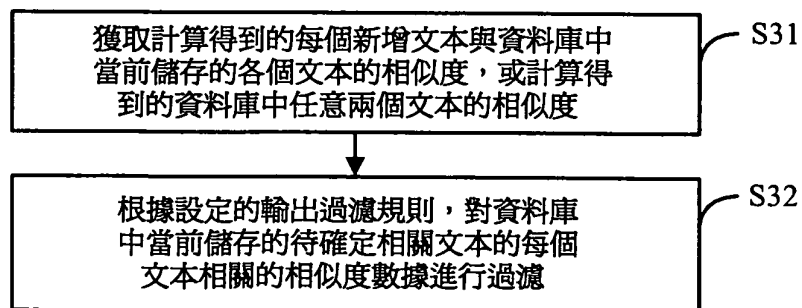 獲取計算得到的每個新增文本與資料庫中
當前儲存的各個文本的相似度，或計算得
到的資料庫中任意兩個文本的相似度
S31
根據設定的輸出過濾規則，對資料庫
中當前儲存的待確定相關文本的每個
文本相關的相似度數據進行過濾
S32